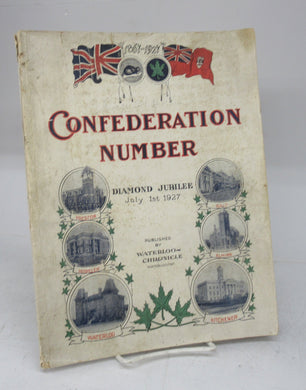 1867-1927
CONFEDERATION
NUMBER
DIAMOND JUBILEE
July 1st 1927
PUBLISHED
BY
WATERLOO
CHRONICLE
WATERLOO
KITCHENER